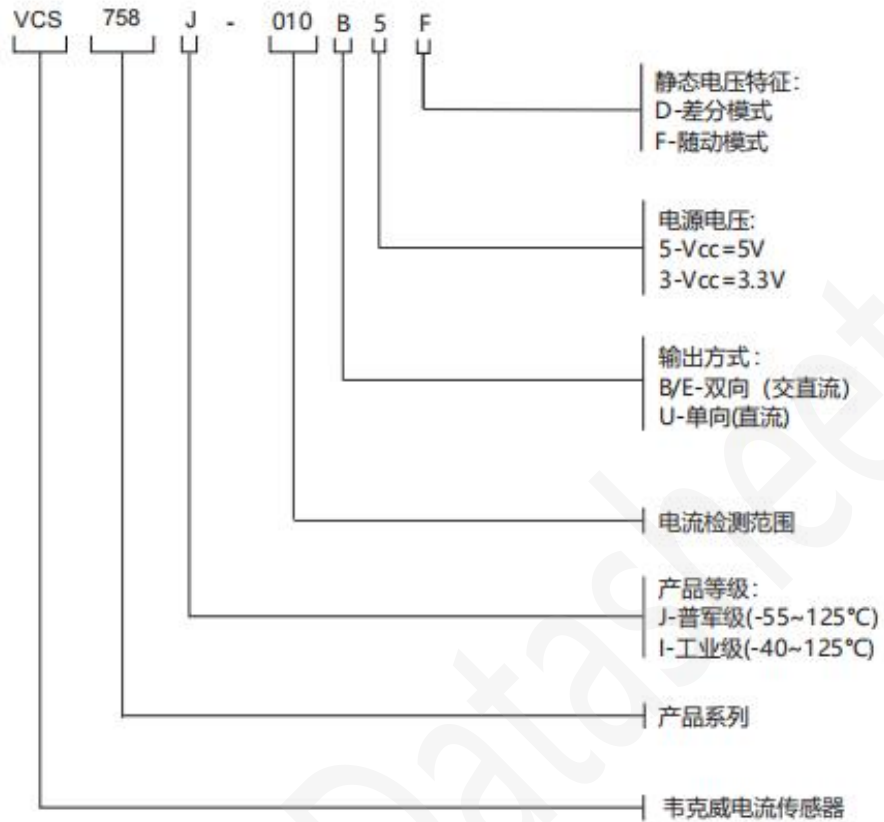 VCS 758 J - 010 B 5 F
静态电压特征：
D-差分模式
F-随动模式
电源电压:
5-Vcc=5V
3-Vcc=3.3V
输出方式：
B/E-双向（交直流）
U-单向(直流)
电流检测范围
产品等级：
J-普军级(-55~125℃)
I-工业级(-40~125℃)
产品系列
韦克威电流传感器
Datasheet